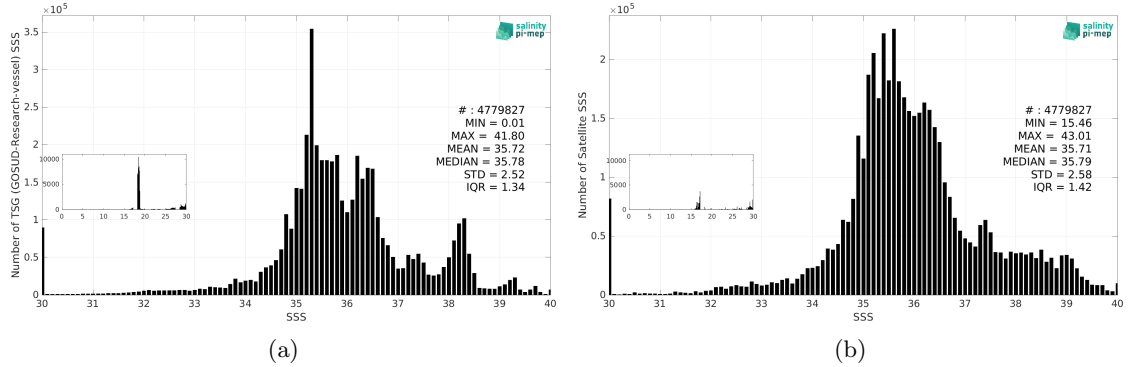 ×10⁵
3.5
3
2.5
2
1.5
1
0.5
0
30
31
32
33
34
35
36
37
38
39
40
SSS
Number of TSG (GOSUD-Research-vessel) SSS
salinity
pi-mep
# : 4779827
MIN = 0.01
MAX = 41.80
MEAN = 35.72
MEDIAN = 35.78
STD = 2.52
IQR = 1.34
10000
5000
0
0
5
10
15
20
25
30
(a)
×10⁵
2
1.5
1
0.5
0
30
31
32
33
34
35
36
37
38
39
40
SSS
Number of Satellite SSS
salinity
pi-mep
# : 4779827
MIN = 15.46
MAX = 43.01
MEAN = 35.71
MEDIAN = 35.79
STD = 2.58
IQR = 1.42
10000
5000
0
0
5
10
15
20
25
30
(b)